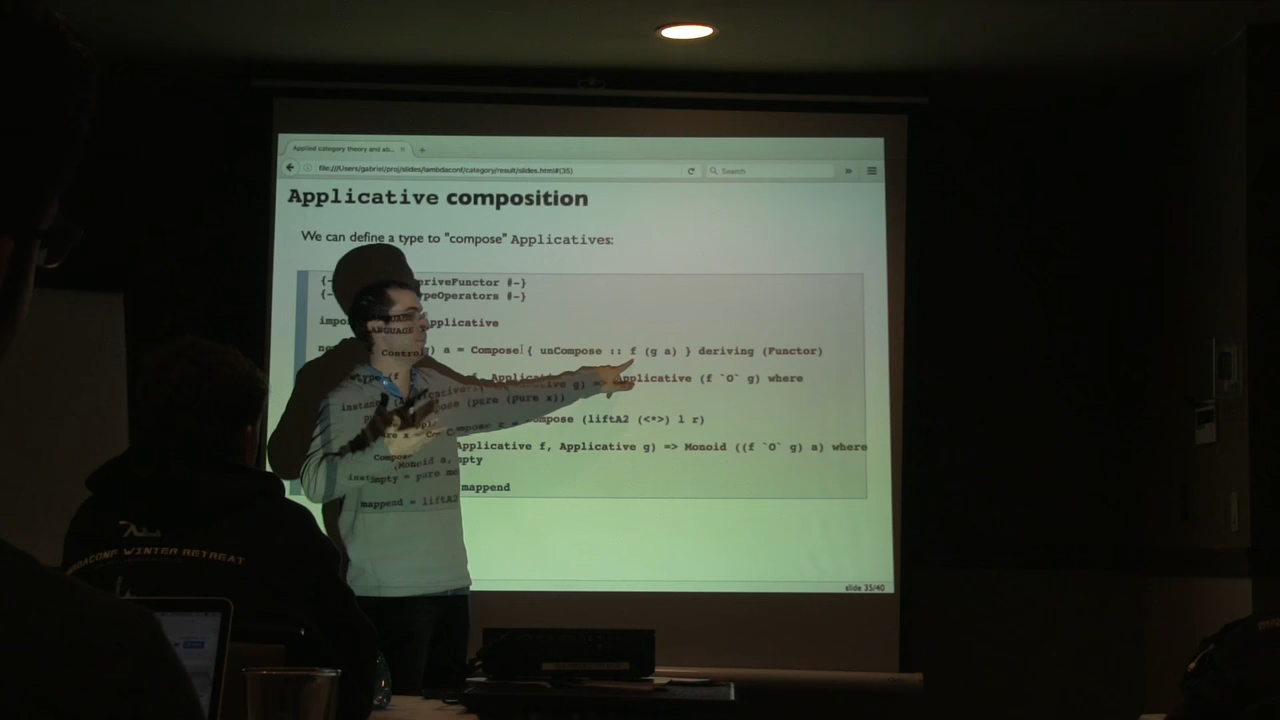 Applied category theory and ab...
file:///Users/gabriel/proj/slides/lambdaconf/category/result/slides.html#(35)
Search
Applicative composition
We can define a type to "compose" Applicatives:
{- LANGUAGE DeriveFunctor #-}
{- LANGUAGE TypeOperators #-}
import Control.Applicative
g) a = Compose { unCompose :: f (g a) } deriving (Functor)
instance (Applicative f, Applicative g) => Applicative (f `O` g) where
pure x = Compose (pure (pure x))
Compose l <*> Compose r = Compose (liftA2 (<*>) l r)
(Monoid a, Applicative f, Applicative g) => Monoid ((f `O` g) a) where
mempty = pure mempty
mappend = liftA2 mappend
slide 35/40
LAMBDACONF WINTER RETREAT